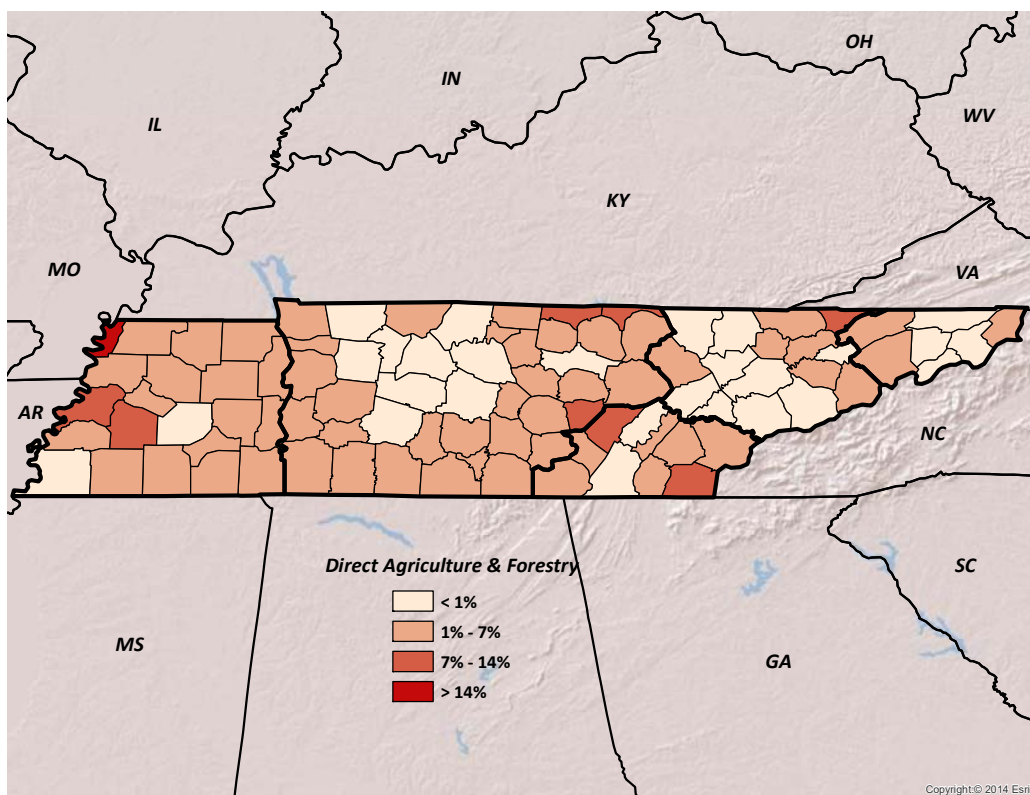 OH
IN
IL
WV
KY
MO
VA
AR
NC
Direct Agriculture & Forestry
< 1%
1% - 7%
7% - 14%
> 14%
SC
MS
GA
Copyright:© 2014 Esri